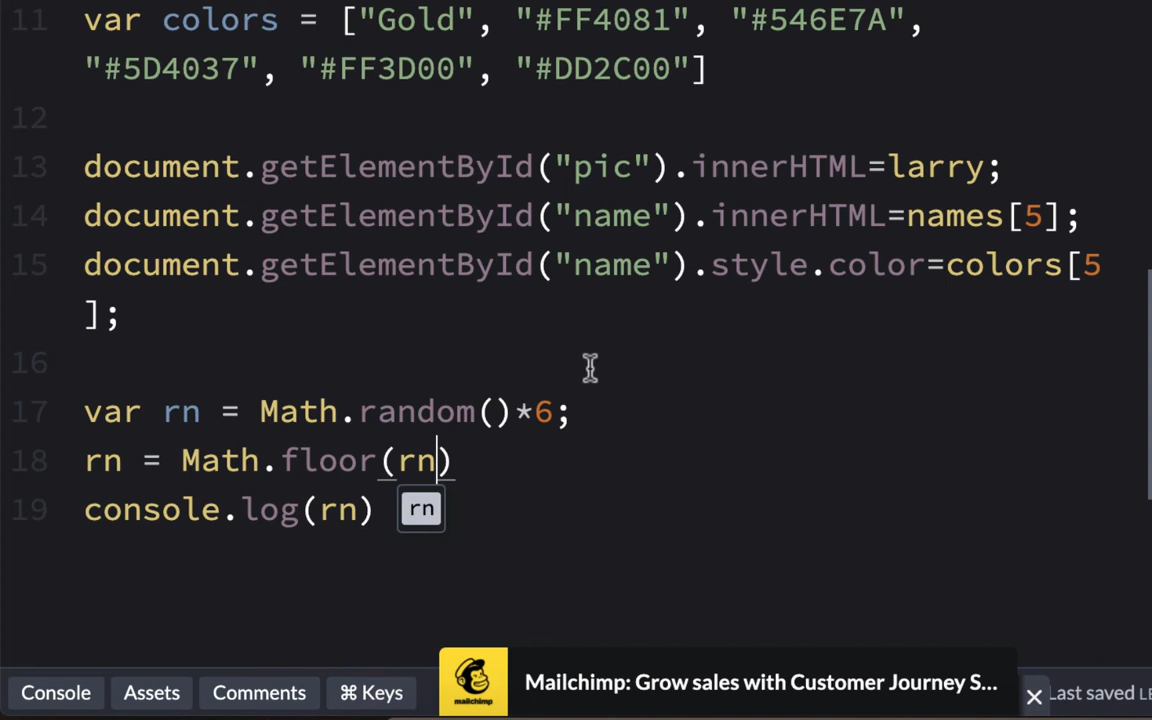 11 var colors = ["Gold", "#FF4081", "#546E7A",
"#5D4037", "#FF3D00", "#DD2C00"]
12
13 document.getElementById("pic").innerHTML=larry;
14 document.getElementById("name").innerHTML=names[5];
15 document.getElementById("name").style.color=colors[5
];
16
17 var rn = Math.random()*6;
18 rn = Math.floor(rn)
19 console.log(rn) rn
Console Assets Comments ⌘ Keys mailchimp Mailchimp: Grow sales with Customer Journey S... × Last saved LE